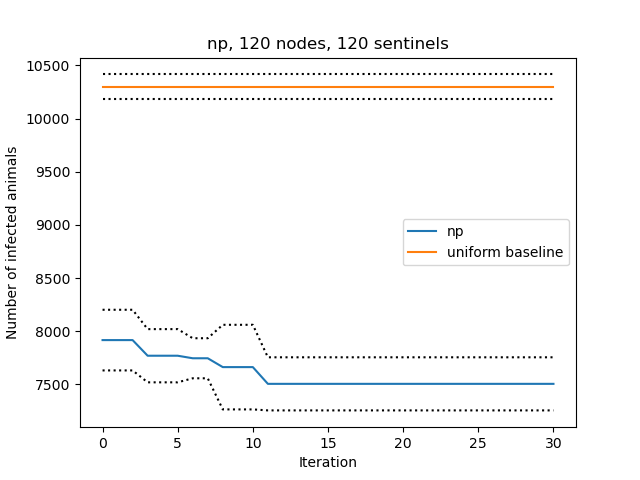 np, 120 nodes, 120 sentinels
10500
10000
9500
9000
8500
8000
7500
Number of infected animals
np
uniform baseline
0 5 10 15 20 25 30
Iteration